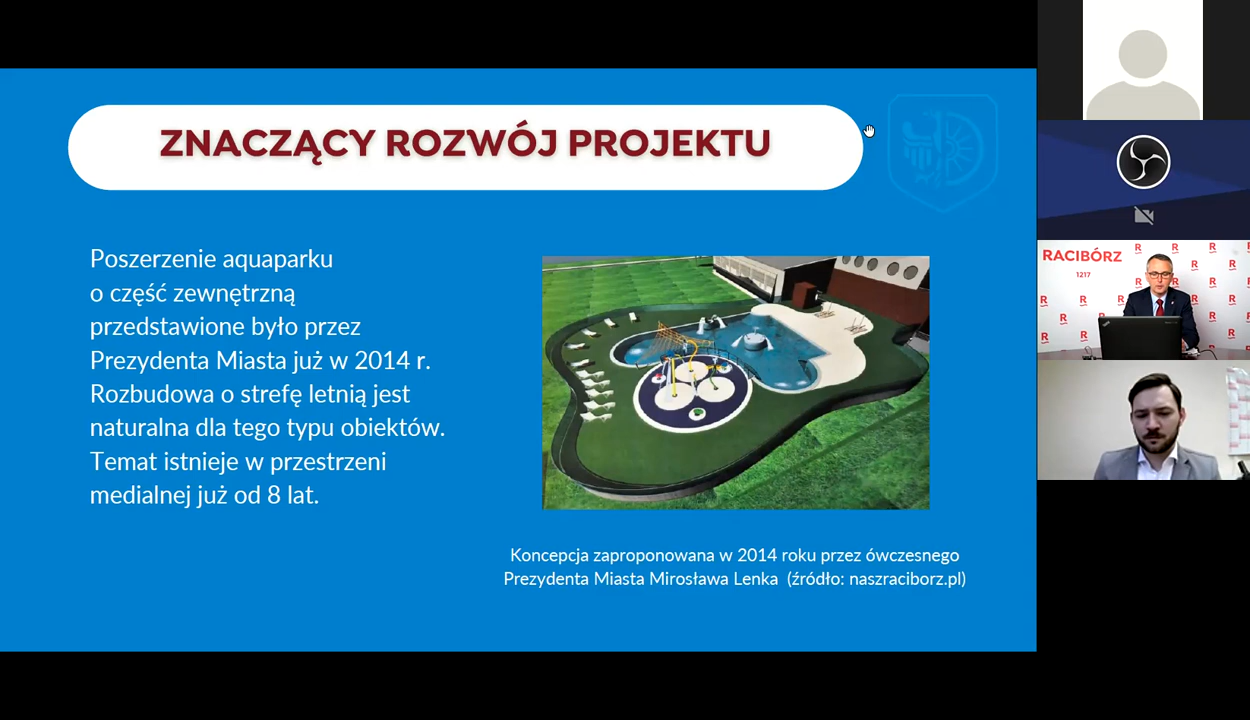 ZNACZĄCY ROZWÓJ PROJEKTU
Poszerzenie aquaparku
o część zewnętrzną
przedstawione było przez
Prezydenta Miasta już w 2014 r.
Rozbudowa o strefę letnią jest
naturalna dla tego typu obiektów.
Temat istnieje w przestrzeni
medialnej już od 8 lat.
Koncepcja zaproponowana w 2014 roku przez ówczesnego
Prezydenta Miasta Mirosława Lenka (źródło: naszraciborz.pl)
RACIBÓRZ
1217